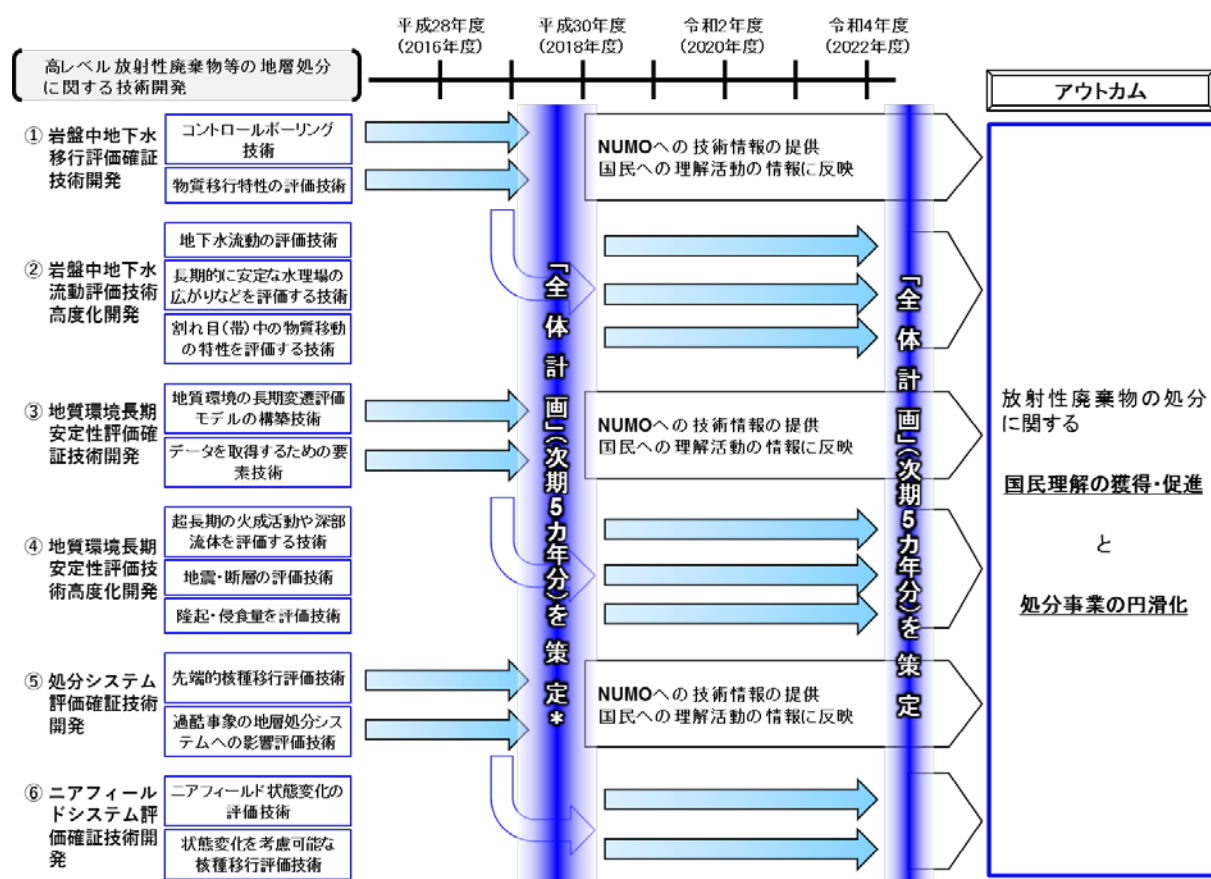 平成28年度
(2016年度)
平成30年度
(2018年度)
令和2年度
(2020年度)
令和4年度
(2022年度)
高レベル放射性廃棄物等の地層処分
に関する技術開発
アウトカム
① 岩盤中地下水
移行評価確証
技術開発
コントロールボーリング
技術
物質移行特性の評価技術
NUMOへの技術情報の提供
国民への理解活動の情報に反映
② 岩盤中地下水
流動評価技術
高度化開発
地下水流動の評価技術
長期的に安定な水理場の
広がりなどを評価する技術
割れ目(帯)中の物質移動
の特性を評価する技術
③ 地質環境長期
安定性評価確
証技術開発
地質環境の長期変遷評価
モデルの構築技術
データを取得するための要
素技術
NUMOへの技術情報の提供
国民への理解活動の情報に反映
④ 地質環境長期
安定性評価技
術高度化開発
超長期の火成活動や深部
流体を評価する技術
地震・断層の評価技術
隆起・侵食量を評価技術
⑤ 処分システム
評価確証技術
開発
先端的核種移行評価技術
過酷事象の地層処分シス
テムへの影響評価技術
NUMOへの技術情報の提供
国民への理解活動の情報に反映
⑥ ニアフィール
ドシステム評
価確証技術開
発
ニアフィールド状態変化の
評価技術
状態変化を考慮可能な
核種移行評価技術
「全体計画」(次期5カ年分)を策定*
「全体計画」(次期5カ年分)を策定
放射性廃棄物の処分
に関する
国民理解の獲得・促進
と
処分事業の円滑化